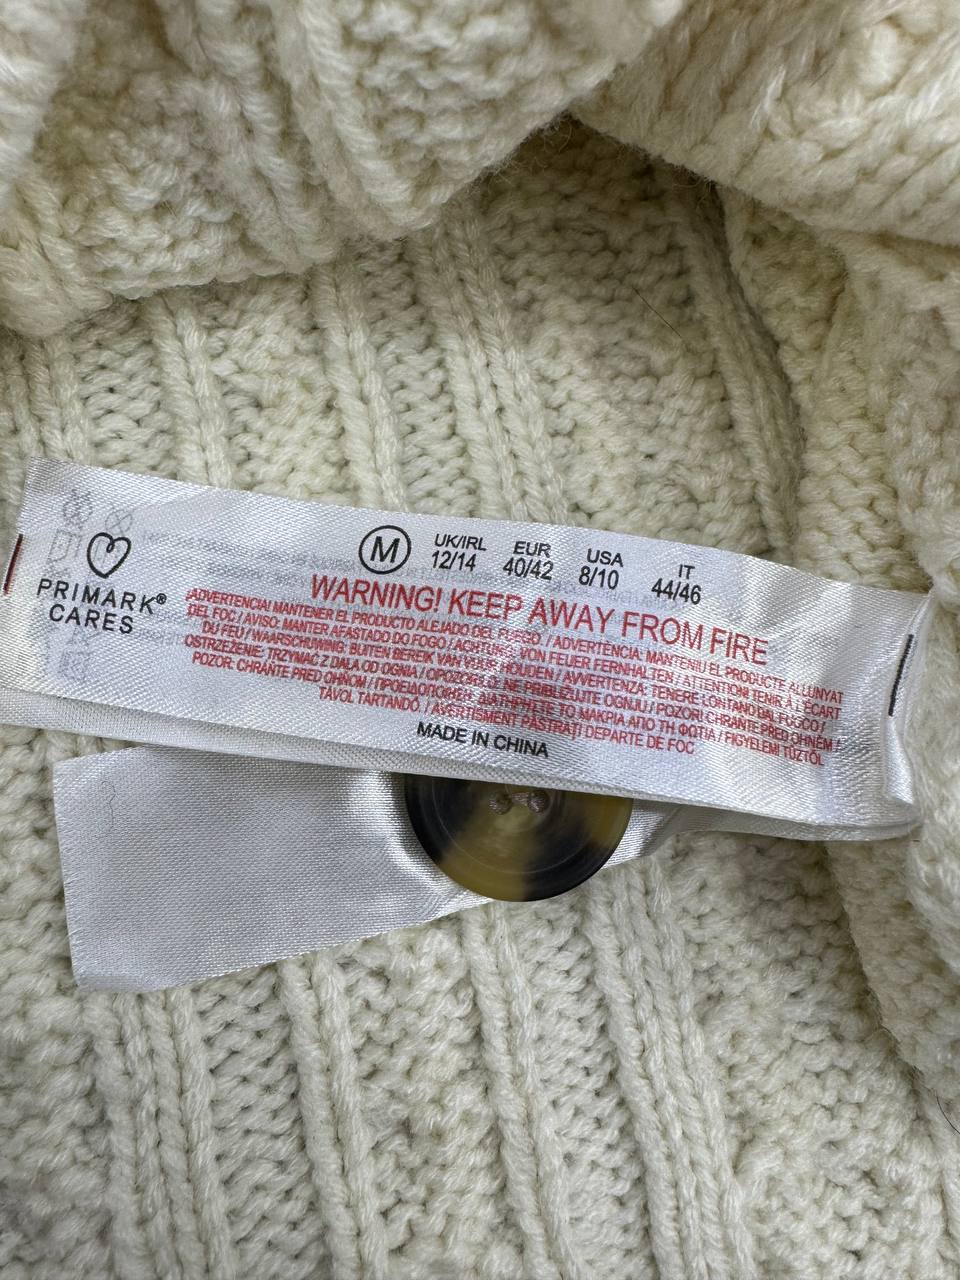 PRIMARK®
CARES
M
UK/IRL
12/14
EUR
40/42
USA
8/10
IT
44/46
WARNING! KEEP AWAY FROM FIRE
¡ADVERTENCIA! MANTENER EL PRODUCTO ALEJADO DEL FUEGO. / ADVERTÈNCIA: MANTENIU EL PRODUCTE ALLUNYAT
DEL FOC / AVISO: MANTER AFASTADO DO FOGO / ACHTUNG: VON FEUER FERNHALTEN / ATTENTION! TENIR À L'ÉCART
DU FEU / WAARSCHUWING: BUITEN BEREIK VAN VUUR HOUDEN / AVVERTENZA: TENERE LONTANO DAL FUOCO /
OSTRZEŻENIE: TRZYMAĆ Z DALA OD OGNIA / OPOZORILO: NE PRIBLIŽUJTE OGNJU / POZOR! CHRÁNTE PRED OHNĚM /
POZOR: CHRÁŇTE PRED OHŇOM / ΠΡΟΕΙΔΟΠΟΙΗΣΗ: ΔΙΑΤΗΡΗΣΤΕ ΤΟ ΜΑΚΡΙΑ ΑΠΟ ΤΗ ΦΩΤΙΑ / FIGYELEM! TŰZTŐL
TÁVOL TARTANDÓ. / AVERTISMENT PĂSTRAȚI DEPARTE DE FOC
MADE IN CHINA